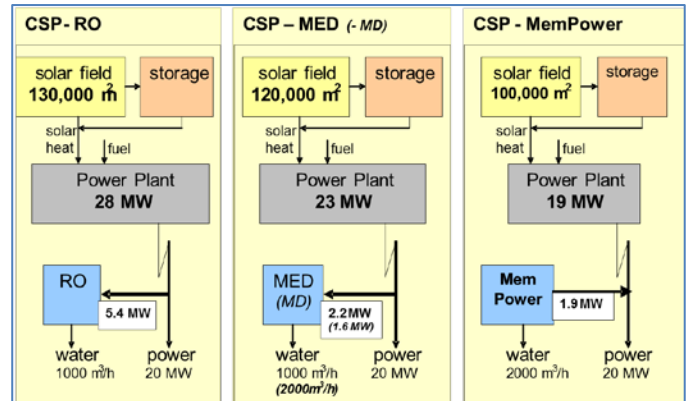 CSP - RO
solar field
130,000 m²
storage
solar
heat
fuel
Power Plant
28 MW
RO
5.4 MW
water
1000 m³/h
power
20 MW
CSP – MED (- MD)
solar field
120,000 m²
storage
solar
heat
fuel
Power Plant
23 MW
MED
(MD)
2.2MW
(1.6 MW)
water
1000 m³/h
(2000m³/h)
power
20 MW
CSP - MemPower
solar field
100,000 m²
storage
solar
heat
fuel
Power Plant
19 MW
Mem
Power
1.9 MW
water
2000 m³/h
power
20 MW